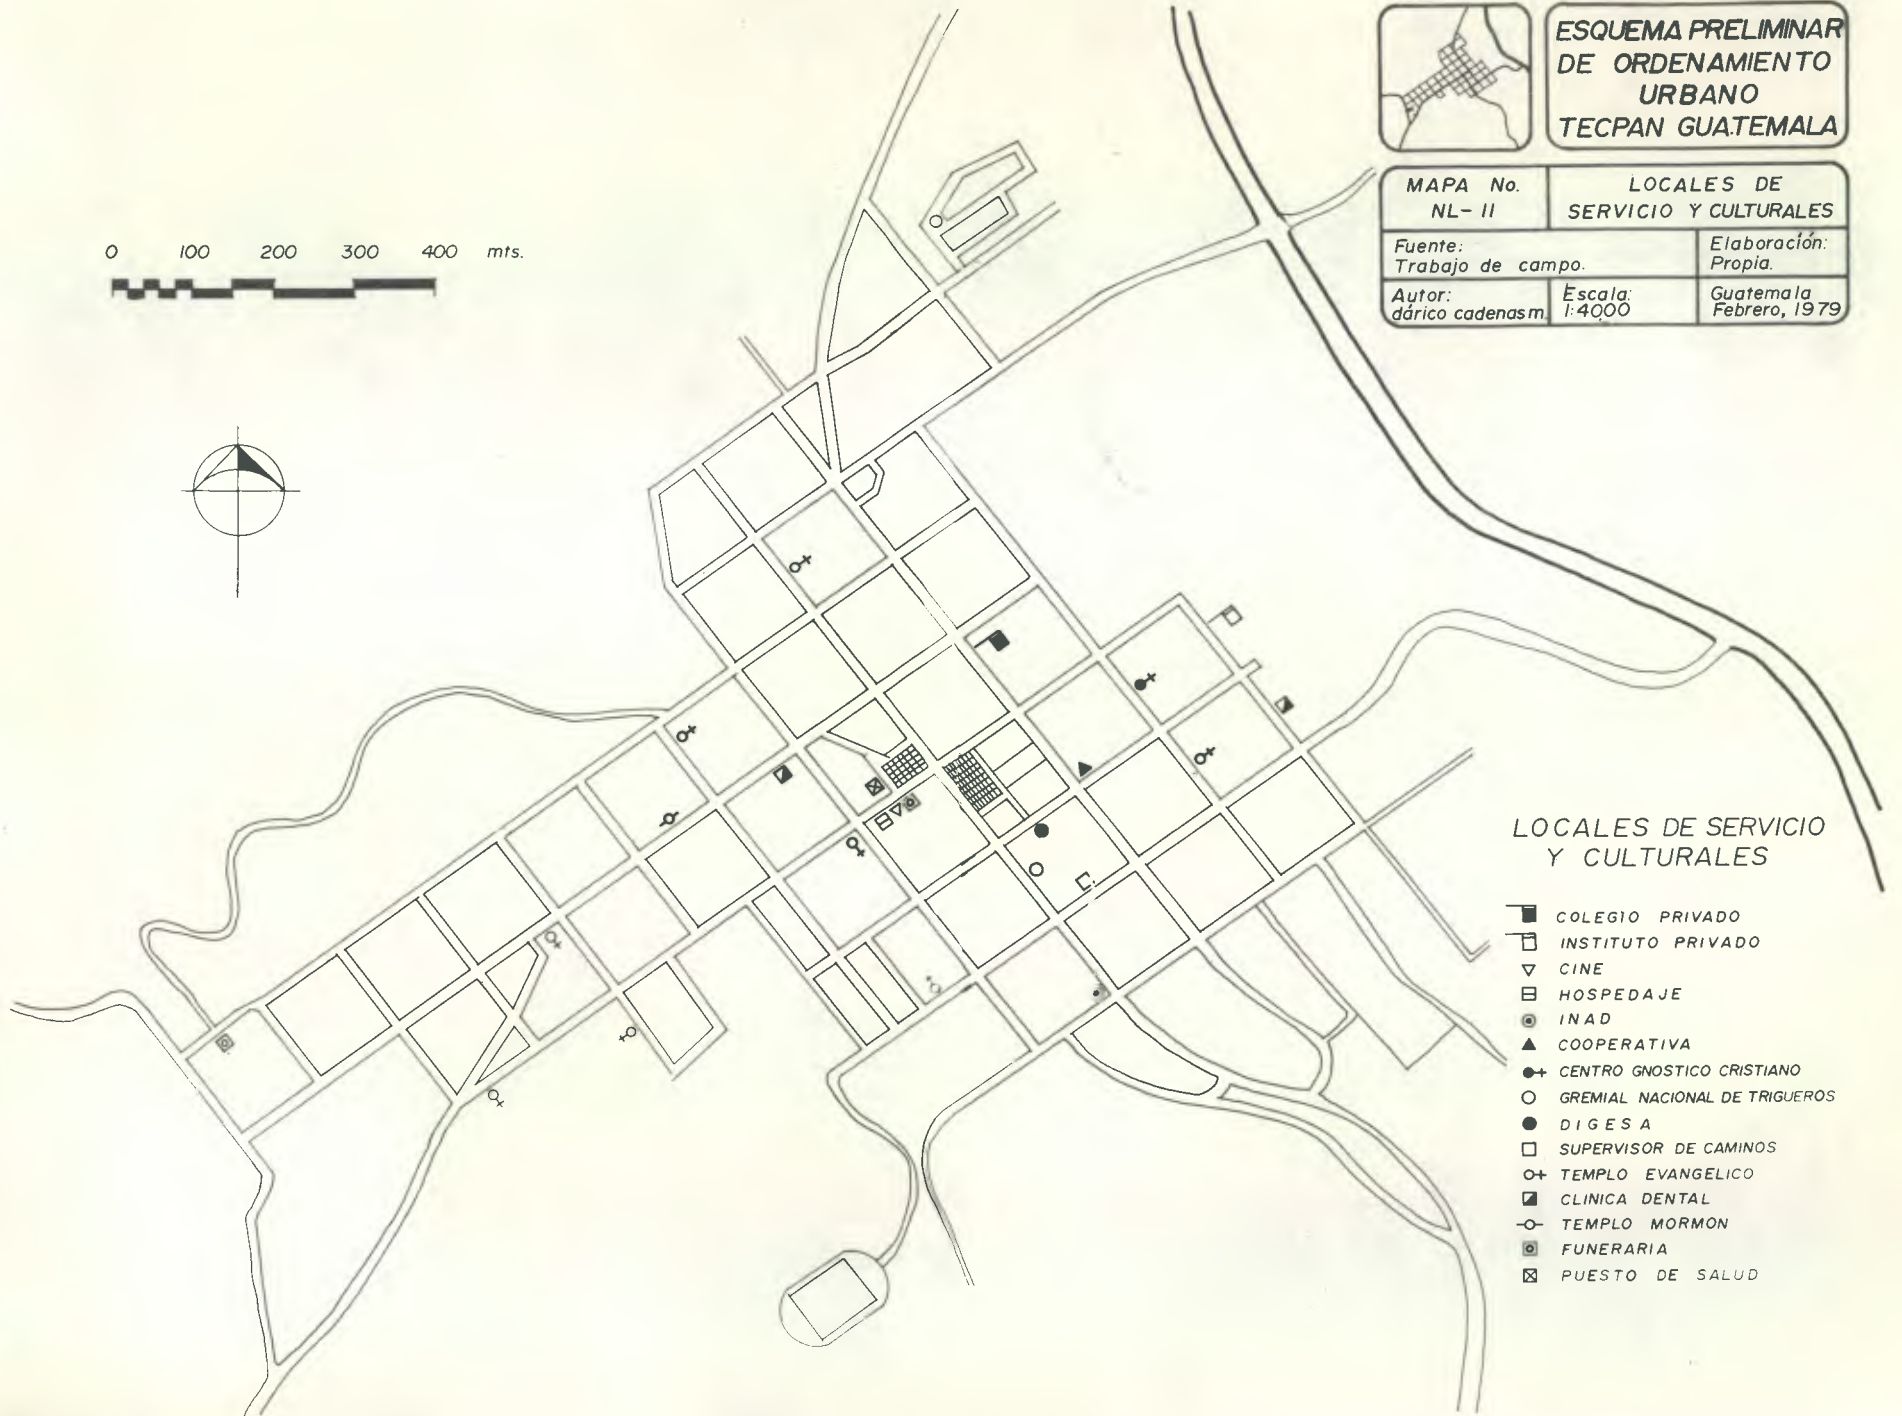 ESQUEMA PRELIMINAR
DE ORDENAMIENTO
URBANO
TECPAN GUATEMALA
MAPA No.
NL-11
LOCALES DE
SERVICIO Y CULTURALES
Fuente:
Trabajo de campo.
Elaboración:
Propia.
Autor:
dárico cadenas m.
Escala:
1:4000
Guatemala
Febrero, 1979
0 100 200 300 400 mts.
LOCALES DE SERVICIO
Y CULTURALES
COLEGIO PRIVADO
INSTITUTO PRIVADO
CINE
HOSPEDAJE
INAD
COOPERATIVA
CENTRO GNOSTICO CRISTIANO
GREMIAL NACIONAL DE TRIGUEROS
DIGESA
SUPERVISOR DE CAMINOS
TEMPLO EVANGELICO
CLINICA DENTAL
TEMPLO MORMON
FUNERARIA
PUESTO DE SALUD